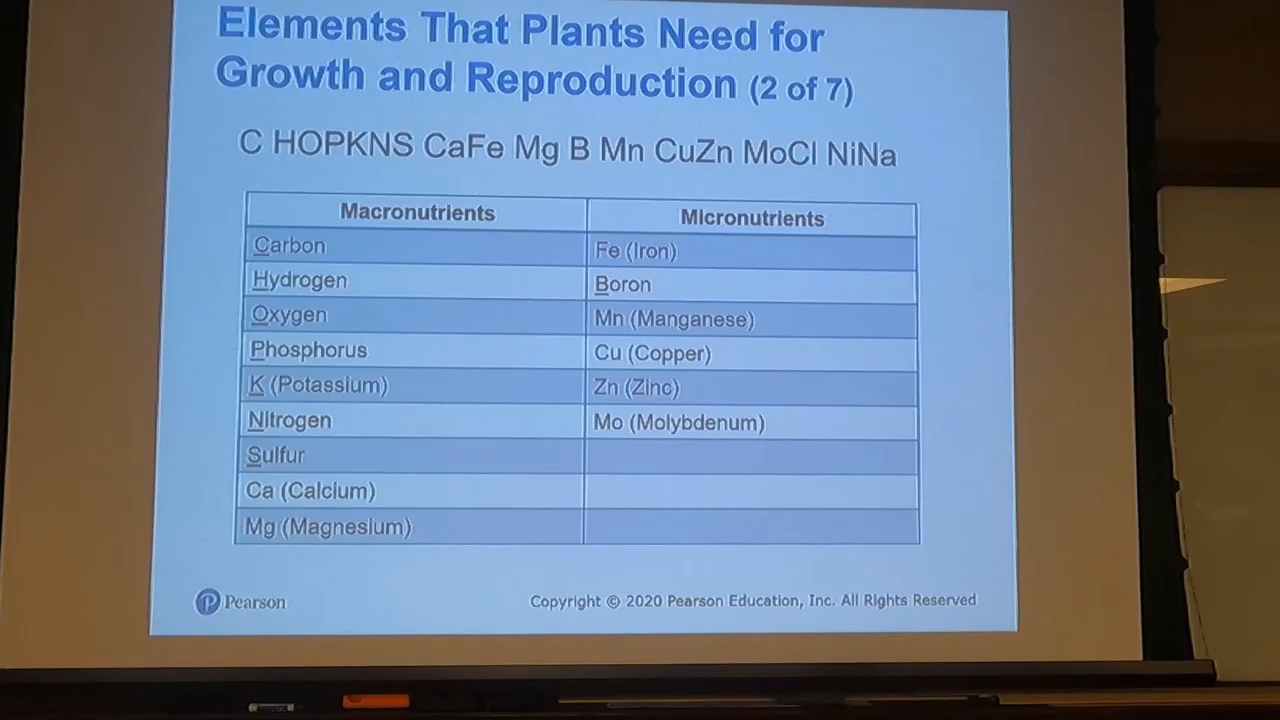 Elements That Plants Need for
Growth and Reproduction (2 of 7)
C HOPKNS CaFe Mg B Mn CuZn MoCl NiNa
Macronutrients Micronutrients
Carbon Fe (Iron)
Hydrogen Boron
Oxygen Mn (Manganese)
Phosphorus Cu (Copper)
K (Potassium) Zn (Zinc)
Nitrogen Mo (Molybdenum)
Sulfur
Ca (Calcium)
Mg (Magnesium)
P Pearson
Copyright © 2020 Pearson Education, Inc. All Rights Reserved